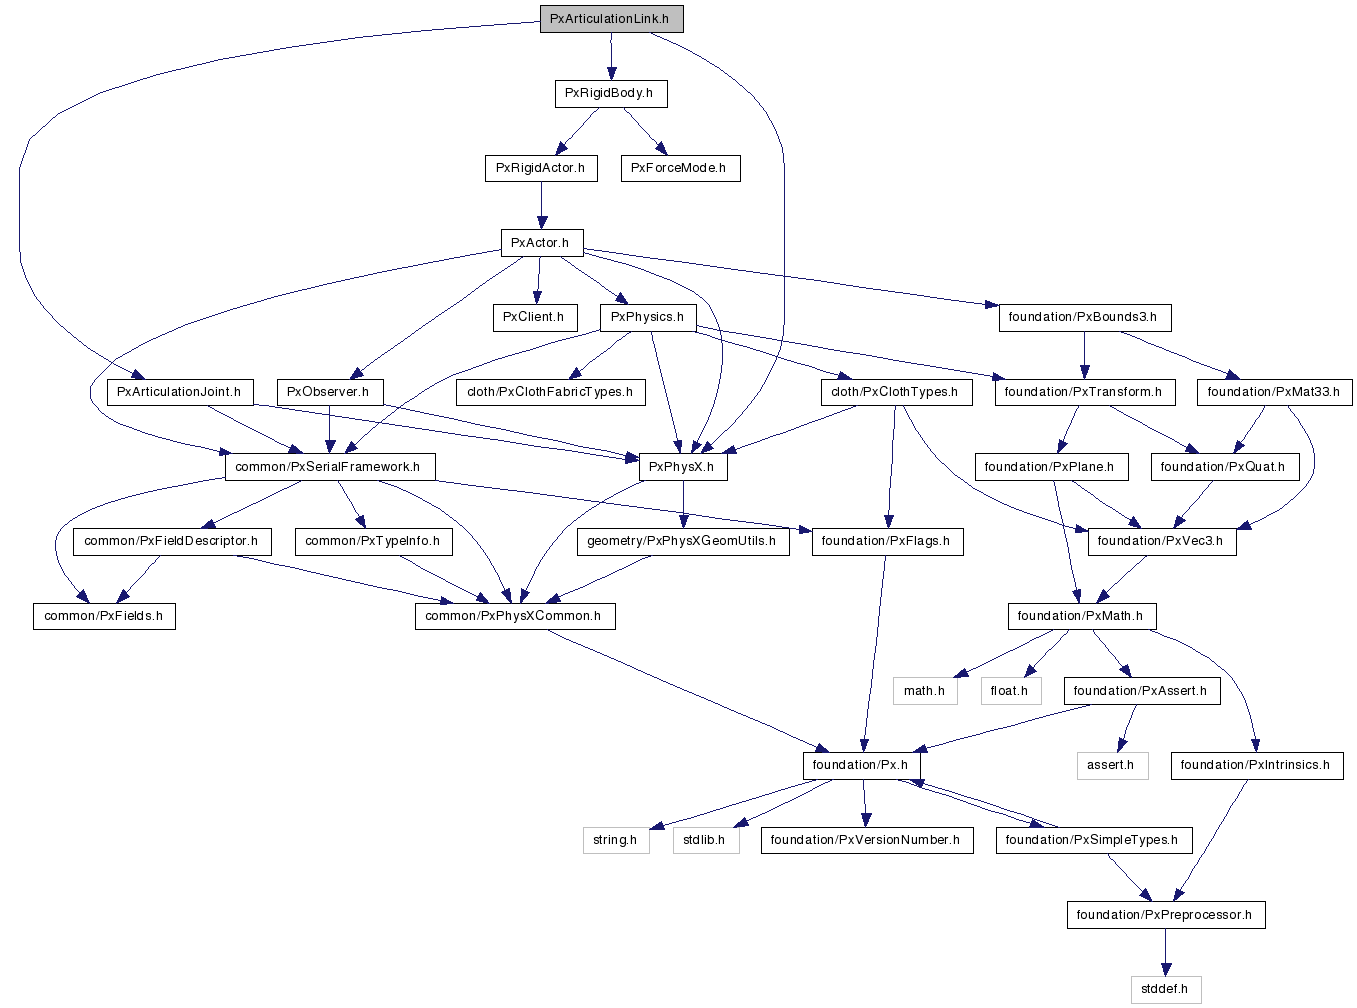 PxArticulationLink.h
PxRigidBody.h
PxRigidActor.h
PxForceMode.h
PxActor.h
PxClient.h
PxPhysics.h
foundation/PxBounds3.h
PxArticulationJoint.h
PxObserver.h
cloth/PxClothFabricTypes.h
cloth/PxClothTypes.h
foundation/PxTransform.h
foundation/PxMat33.h
common/PxSerialFramework.h
PxPhysX.h
foundation/PxPlane.h
foundation/PxQuat.h
common/PxFieldDescriptor.h
common/PxTypeInfo.h
geometry/PxPhysXGeomUtils.h
foundation/PxFlags.h
foundation/PxVec3.h
common/PxFields.h
common/PxPhysXCommon.h
foundation/PxMath.h
math.h
float.h
foundation/PxAssert.h
foundation/Px.h
assert.h
foundation/PxIntrinsics.h
string.h
stdlib.h
foundation/PxVersionNumber.h
foundation/PxSimpleTypes.h
foundation/PxPreprocessor.h
stddef.h